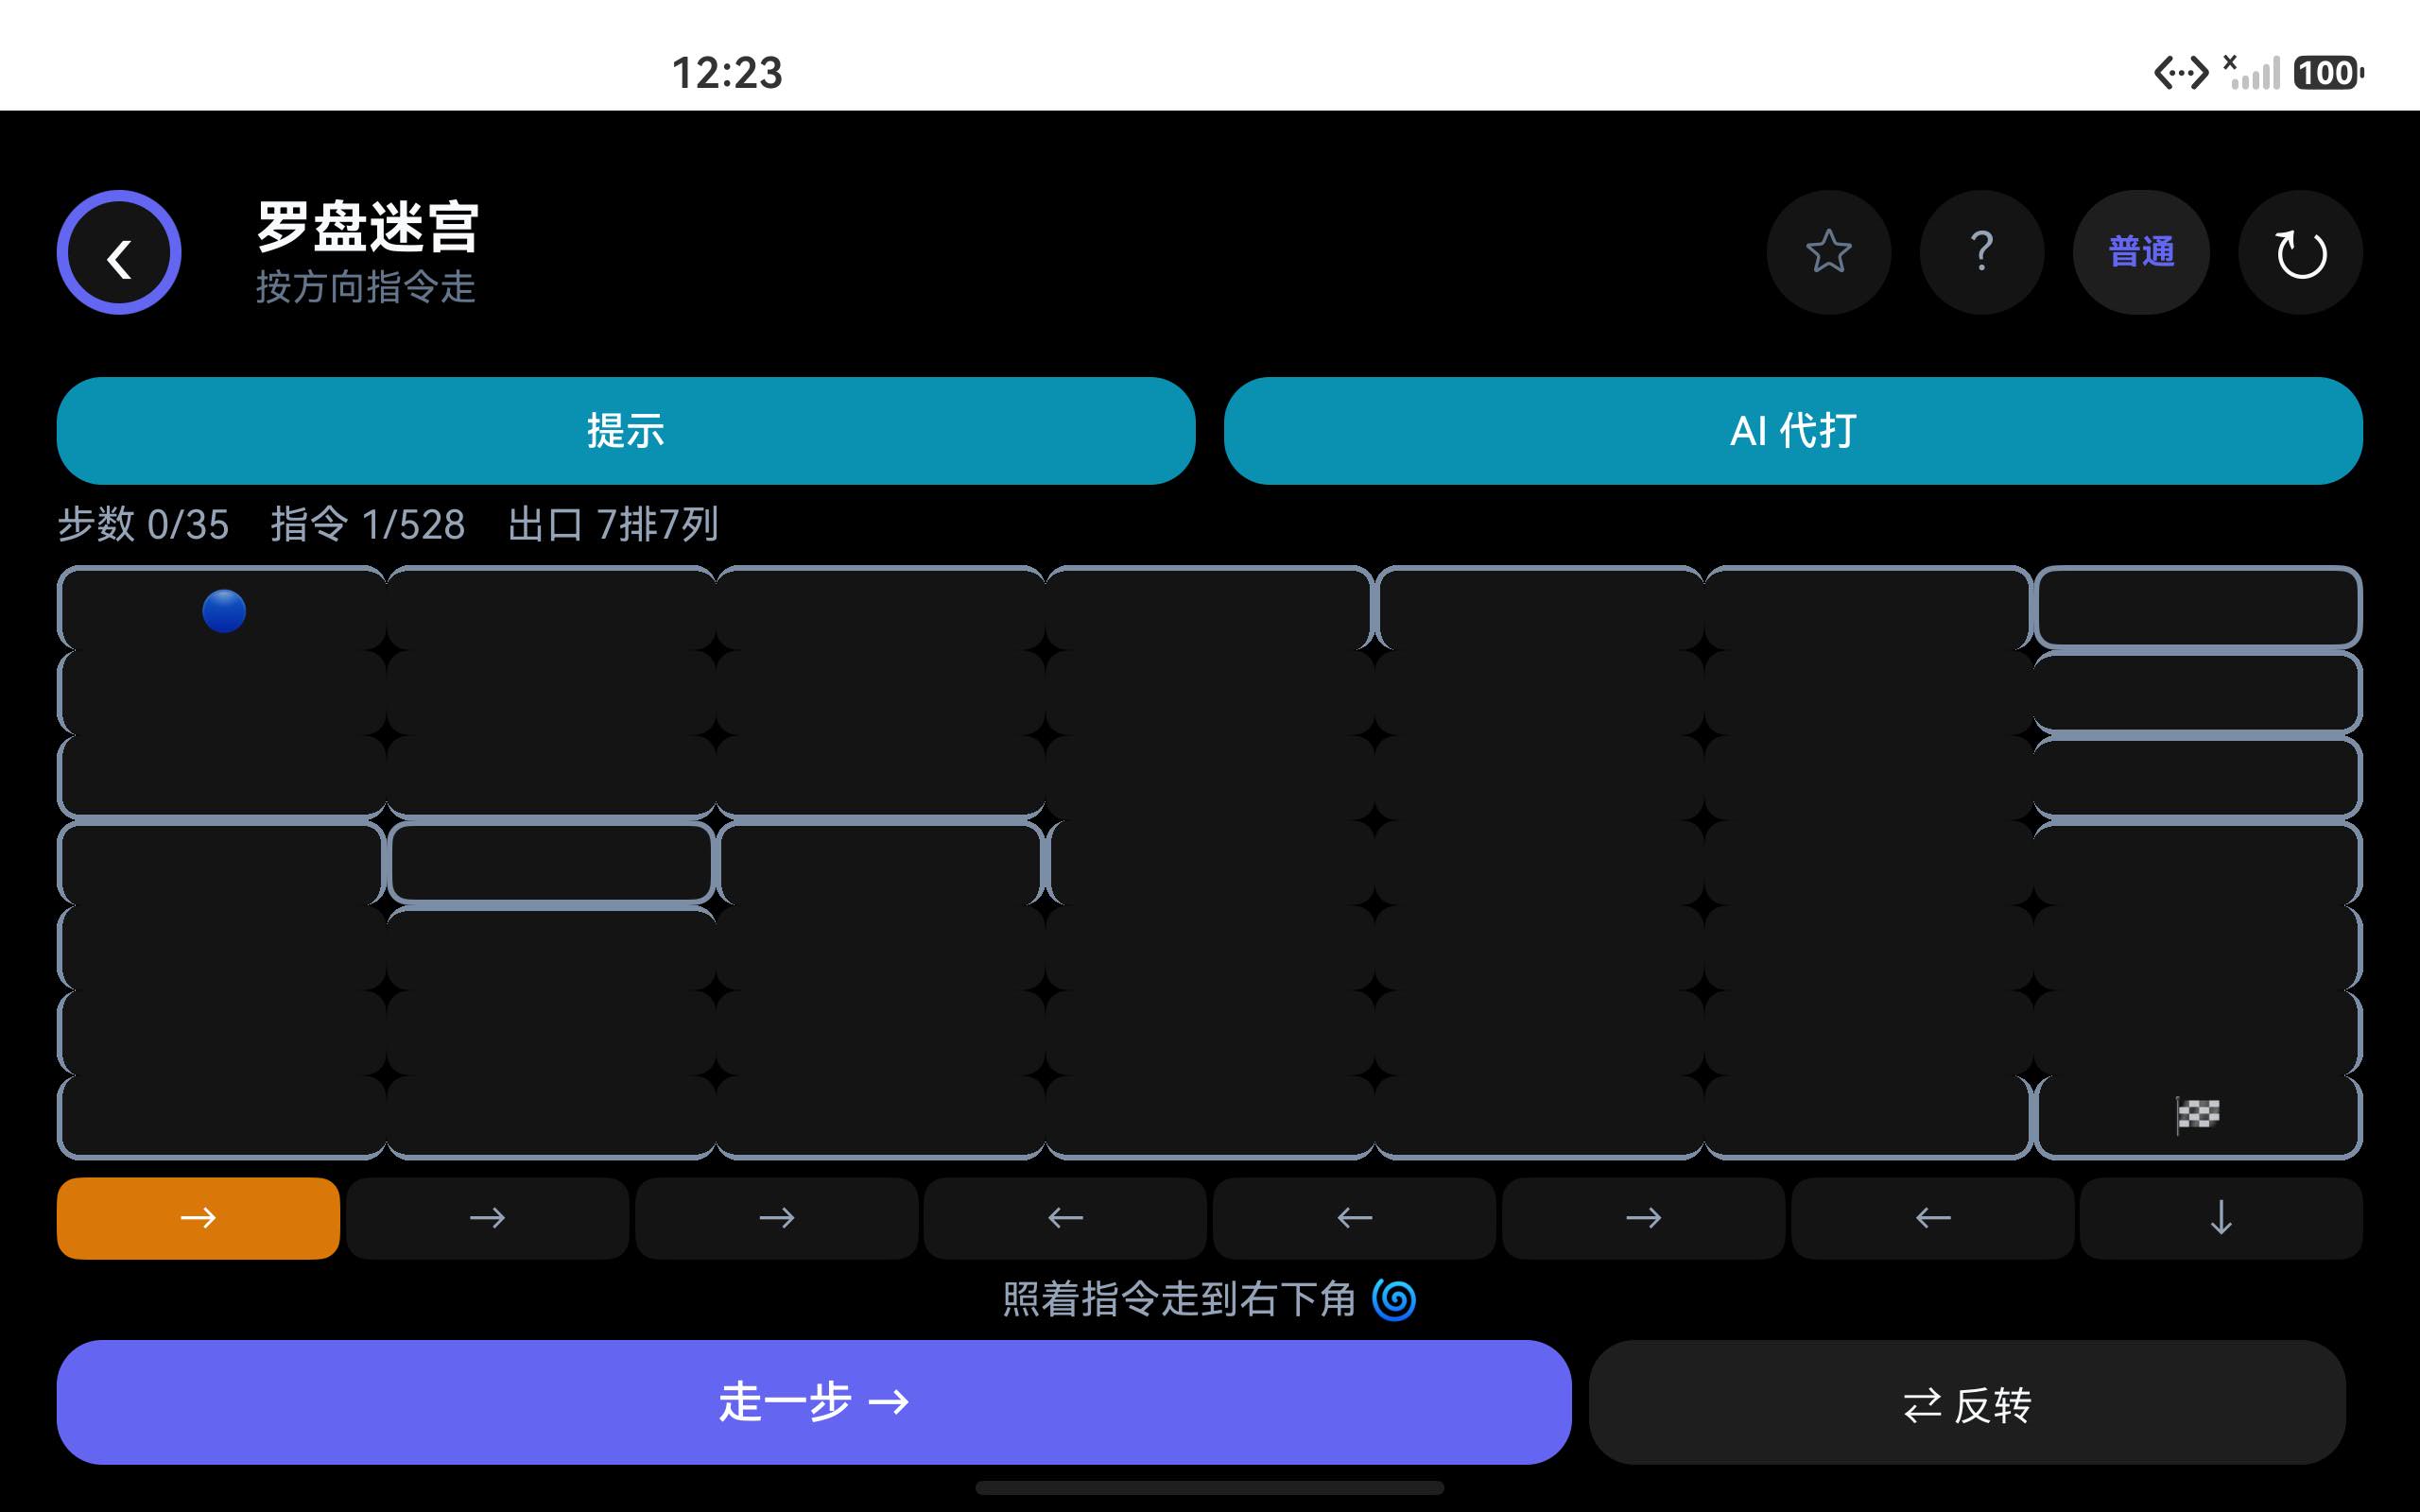 12:23
100
罗盘迷宫
按方向指令走
?
普通
提示
AI 代打
步数 0/35 指令 1/528 出口 7排7列
→ → → ← ← → ← ↓
照着指令走到右下角 🌀
走一步 →
⇄ 反转